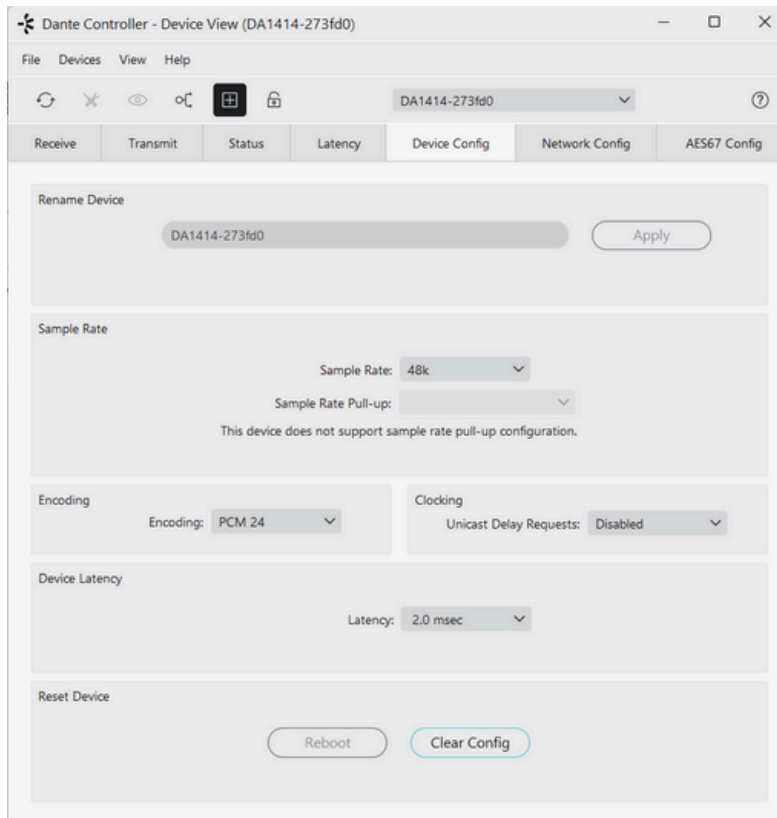 Dante Controller - Device View (DA1414-273fd0)
File Devices View Help
DA1414-273fd0
Receive Transmit Status Latency Device Config Network Config AES67 Config
Rename Device
DA1414-273fd0 Apply
Sample Rate
Sample Rate: 48k
Sample Rate Pull-up:
This device does not support sample rate pull-up configuration.
Encoding
Encoding: PCM 24
Clocking
Unicast Delay Requests: Disabled
Device Latency
Latency: 2.0 msec
Reset Device
Reboot Clear Config